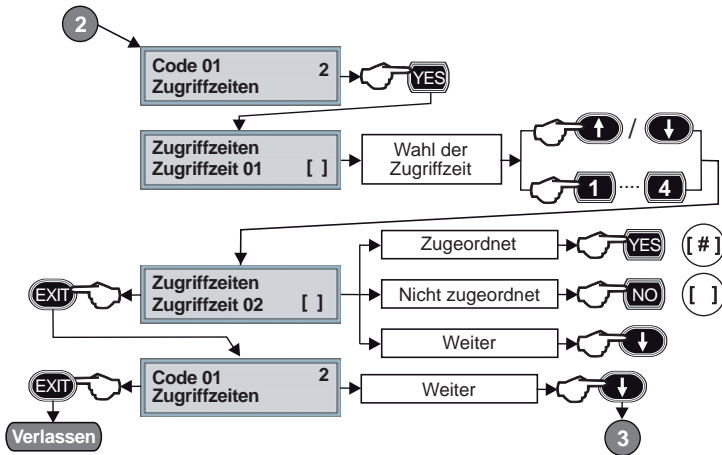 2
Code 01 2
Zugriffzeiten
YES
Zugriffzeiten
Zugriffzeit 01 [ ]
Wahl der
Zugriffzeit
/
1 .... 4
Zugeordnet
YES
[ # ]
EXIT
Zugriffzeiten
Zugriffzeit 02 [ ]
Nicht zugeordnet
NO
[ ]
Weiter
EXIT
Code 01 2
Zugriffzeiten
Weiter
Verlassen
3